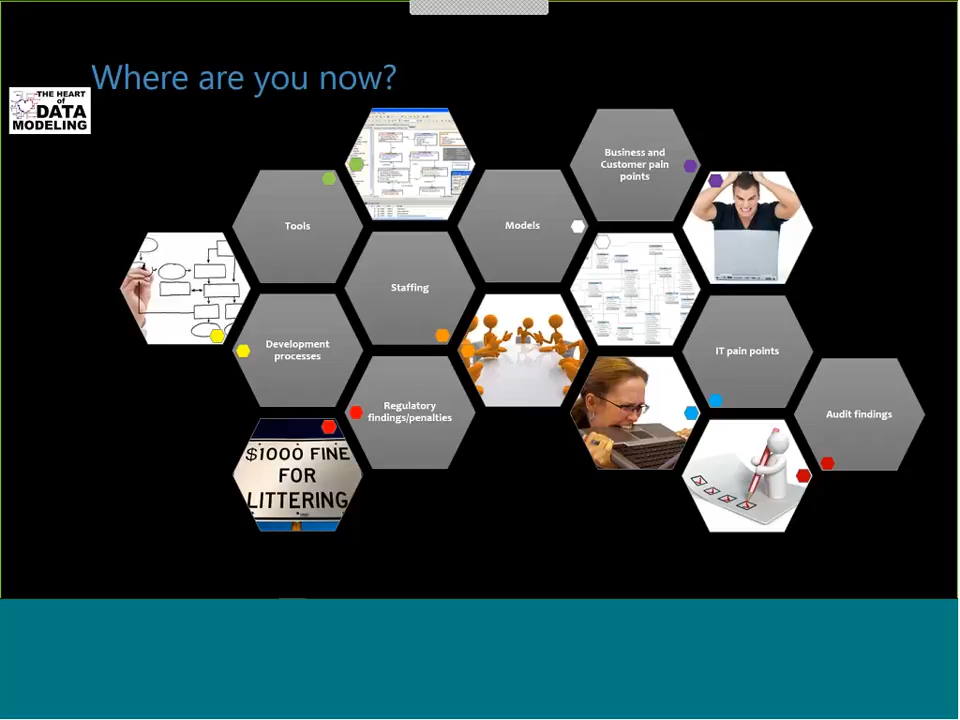 Where are you now?
THE HEART
of
DATA
MODELING
Business and
Customer pain
points
Tools
Models
Staffing
Development
processes
IT pain points
Regulatory
findings/penalties
Audit findings
$1000 FINE
FOR
LITTERING